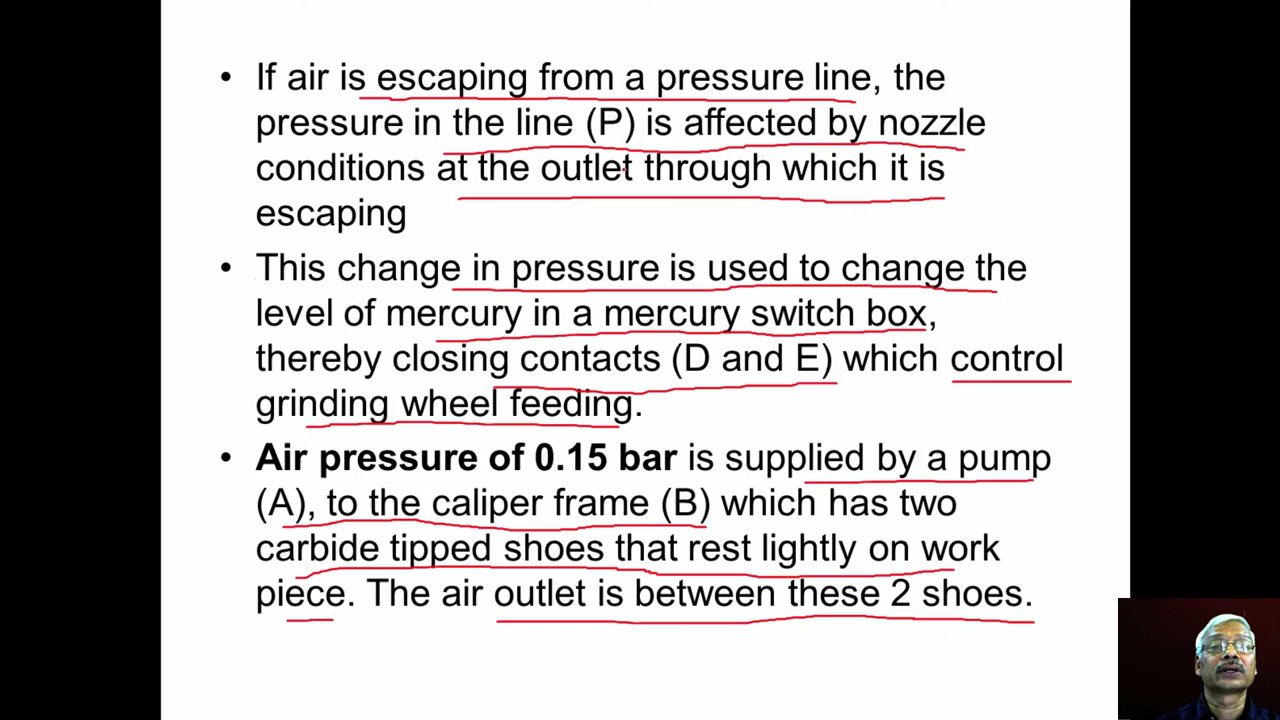 • If air is escaping from a pressure line, the
pressure in the line (P) is affected by nozzle
conditions at the outlet through which it is
escaping
• This change in pressure is used to change the
level of mercury in a mercury switch box,
thereby closing contacts (D and E) which control
grinding wheel feeding.
• Air pressure of 0.15 bar is supplied by a pump
(A), to the caliper frame (B) which has two
carbide tipped shoes that rest lightly on work
piece. The air outlet is between these 2 shoes.